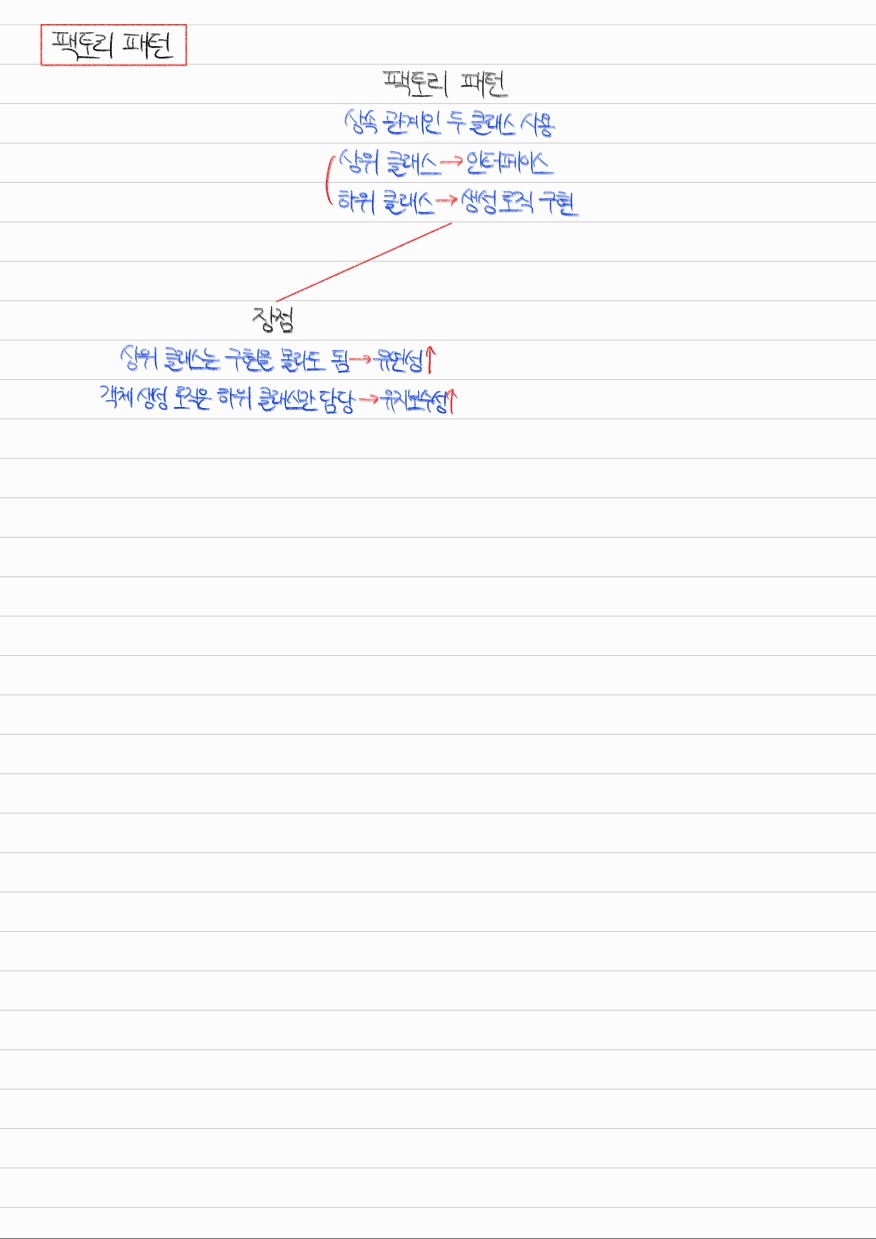 팩토리 패턴
팩토리 패턴
상속 관계인 두 클래스 사용
상위 클래스→인터페이스
하위 클래스→생성 로직 구현
장점
상위 클래스는 구현을 몰라도 됨→유연성↑
객체 생성 로직은 하위 클래스만 담당→유지보수성↑